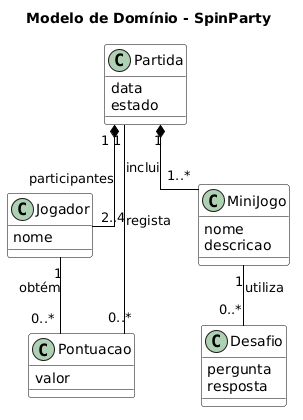 Modelo de Domínio - SpinParty
C Partida
data
estado
1 1 1
participantes
inclui
1..*
2..4
regista
C Jogador
nome
C MiniJogo
nome
descricao
1
obtém
0..*
0..*
1
utiliza
0..*
C Pontuacao
valor
C Desafio
pergunta
resposta